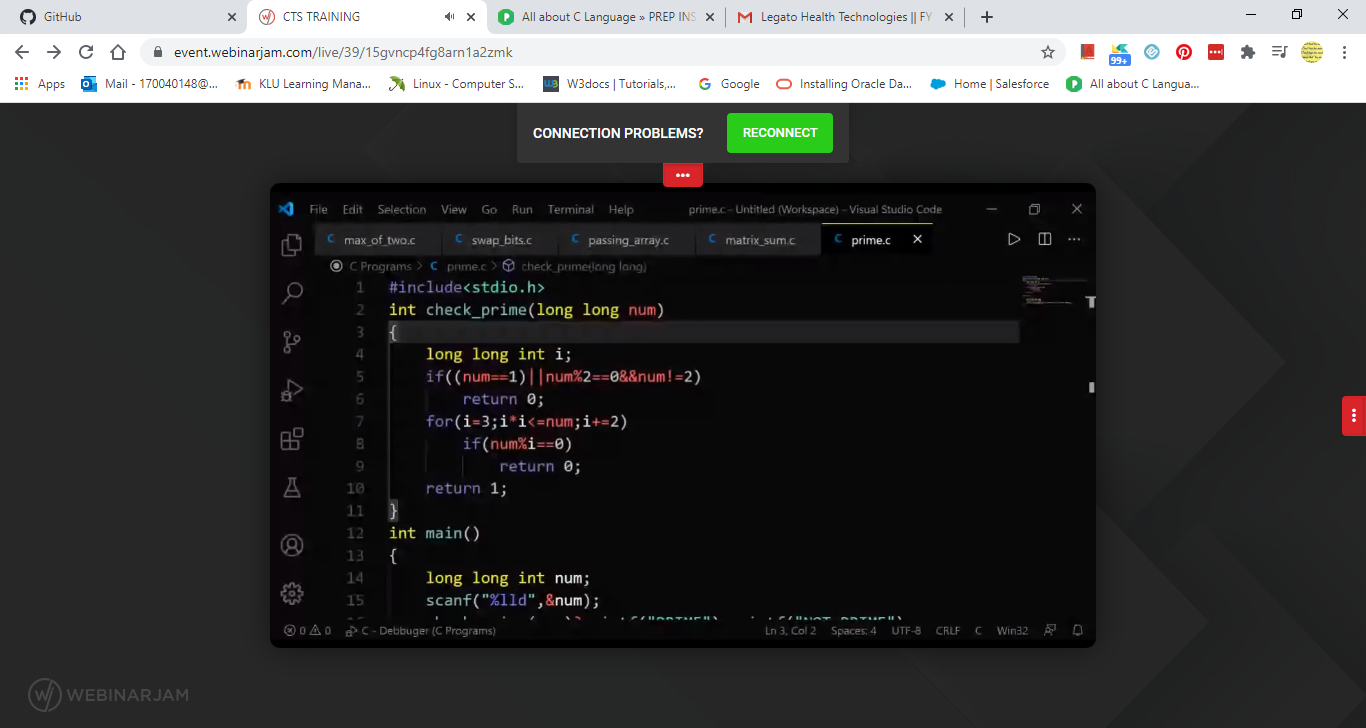 GitHub
CTS TRAINING
All about C Language » PREP INS
Legato Health Technologies || FY
event.webinarjam.com/live/39/15gvncp4fg8arn1a2zmk
99+
Apps
Mail - 170040148@...
KLU Learning Mana...
Linux - Computer S...
W3docs | Tutorials,...
Google
Installing Oracle Da...
Home | Salesforce
All about C Langua...
CONNECTION PROBLEMS?
RECONNECT
File Edit Selection View Go Run Terminal Help
prime.c - Untitled (Workspace) - Visual Studio Code
max_of_two.c
swap_bits.c
passing_array.c
matrix_sum.c
prime.c
C Programs > C prime.c > check_prime(long long)
1 #include<stdio.h>
2 int check_prime(long long num)
3 {
4 long long int i;
5 if((num==1)||num%2==0&&num!=2)
6 return 0;
7 for(i=3;i*i<=num;i+=2)
8 if(num%i==0)
9 return 0;
10 return 1;
11 }
12 int main()
13 {
14 long long int num;
15 scanf("%lld",&num);
0 0 C - Debbuger (C Programs)
Ln 3, Col 2 Spaces: 4 UTF-8 CRLF C Win32
WEBINARJAM